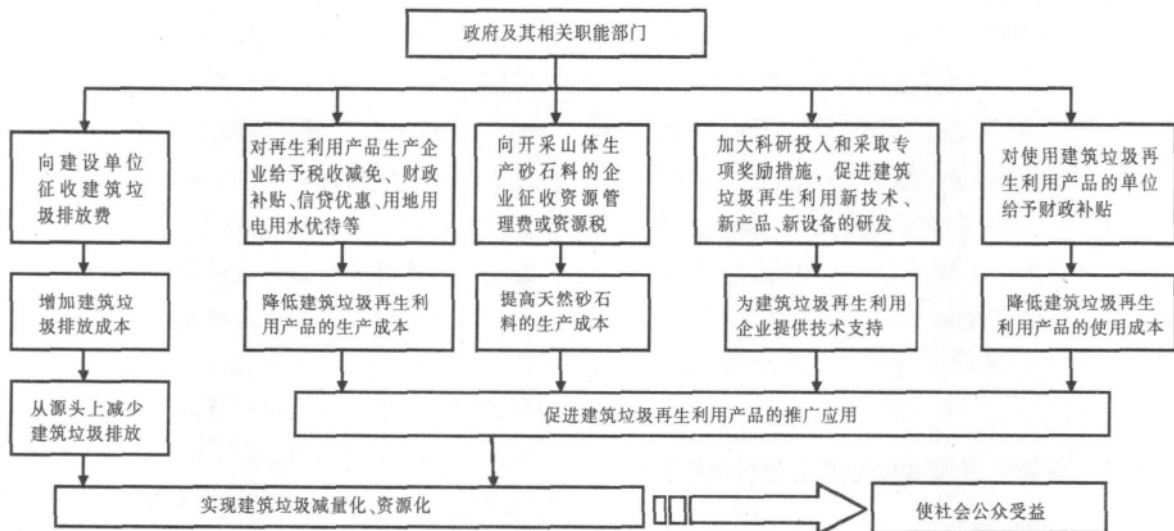 政府及其相关职能部门
向建设单位
征收建筑垃
圾排放费
对再生利用产品生产企
业给予税收减免、财政
补贴、信贷优惠、用地用
电用水优待等
向开采山体生
产砂石料的企
业征收资源管
理费或资源税
加大科研投入和采取专
项奖励措施，促进建筑
垃圾再生利用新技术、
新产品、新设备的研发
对使用建筑垃圾再
生利用产品的单位
给予财政补贴
增加建筑垃
圾排放成本
降低建筑垃圾再生利
用产品的生产成本
提高天然砂石
料的生产成本
为建筑垃圾再生利用
企业提供技术支持
降低建筑垃圾再生
利用产品的使用成本
从源头上减少
建筑垃圾排放
促进建筑垃圾再生利用产品的推广应用
实现建筑垃圾减量化、资源化
使社会公众受益